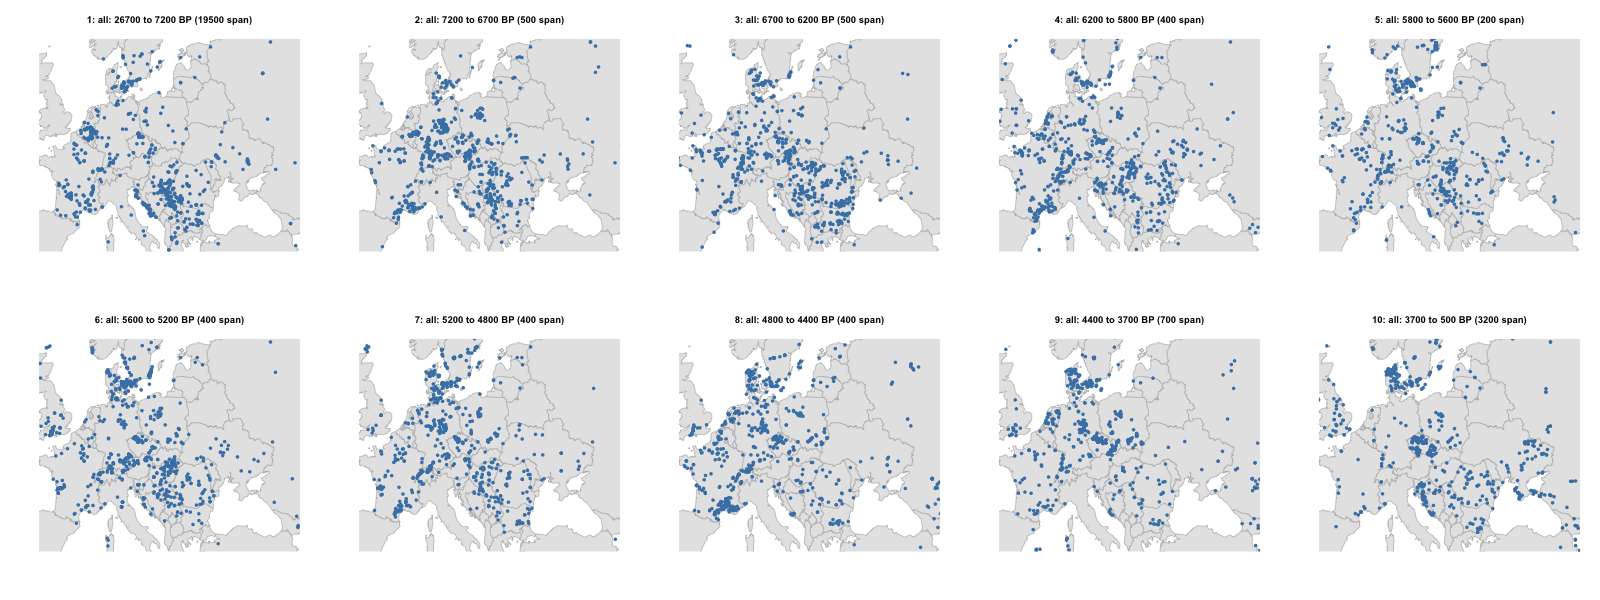 1: all: 26700 to 7200 BP (19500 span)
2: all: 7200 to 6700 BP (500 span)
3: all: 6700 to 6200 BP (500 span)
4: all: 6200 to 5800 BP (400 span)
5: all: 5800 to 5600 BP (200 span)
6: all: 5600 to 5200 BP (400 span)
7: all: 5200 to 4800 BP (400 span)
8: all: 4800 to 4400 BP (400 span)
9: all: 4400 to 3700 BP (700 span)
10: all: 3700 to 500 BP (3200 span)